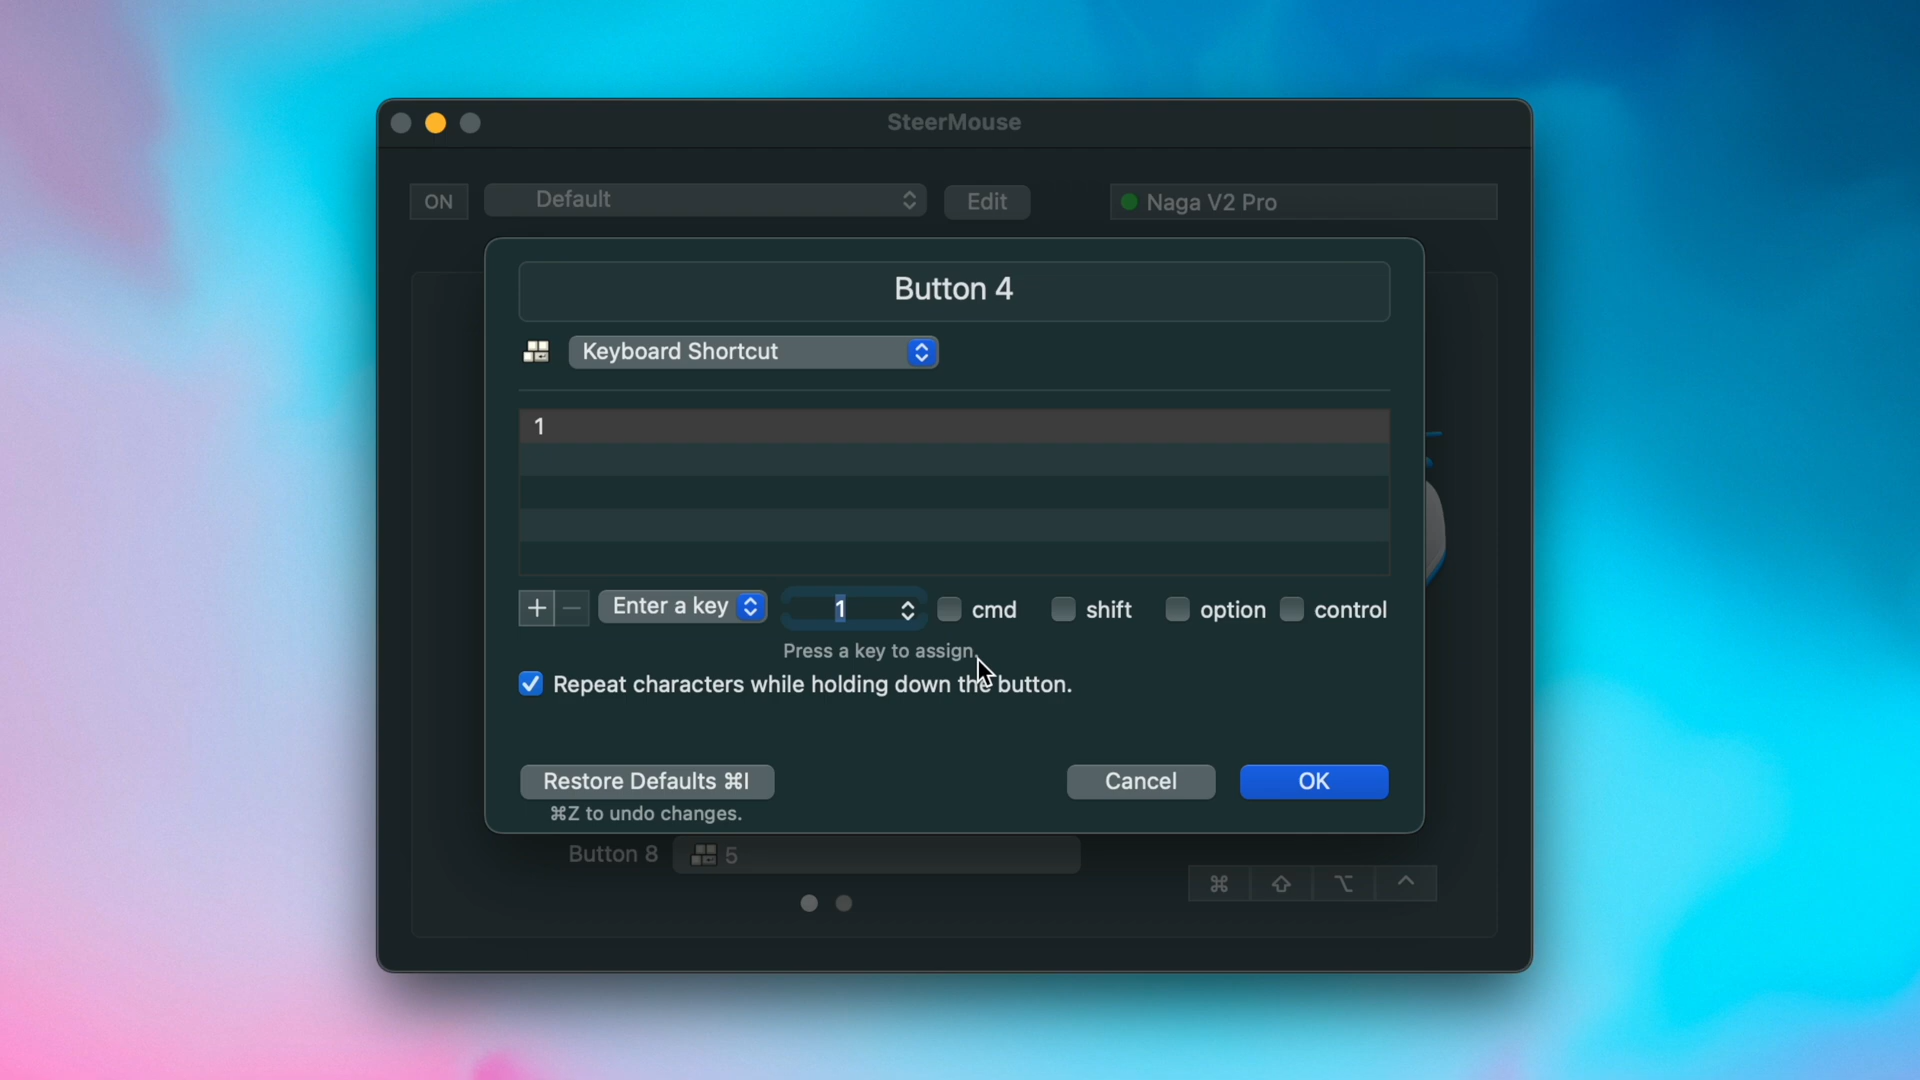 SteerMouse
ON Default Edit Naga V2 Pro
Button 4
Keyboard Shortcut
1
+ − Enter a key 1 cmd shift option control
Press a key to assign.
Repeat characters while holding down the button.
Restore Defaults ⌘I Cancel OK
⌘Z to undo changes.
Button 8 5
⌘ ⇧ ⌥ ^